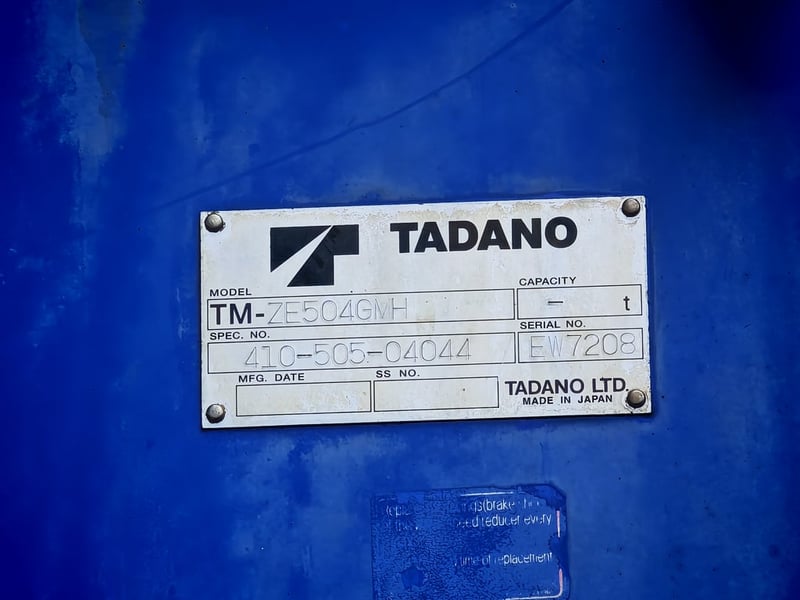 TADANO
MODEL
CAPACITY
TM-ZE504GMH
- t
SPEC. NO.
SERIAL NO.
410-505-04044
EW7208
MFG. DATE
SS NO.
TADANO LTD.
MADE IN JAPAN
reducer every
time of replacement